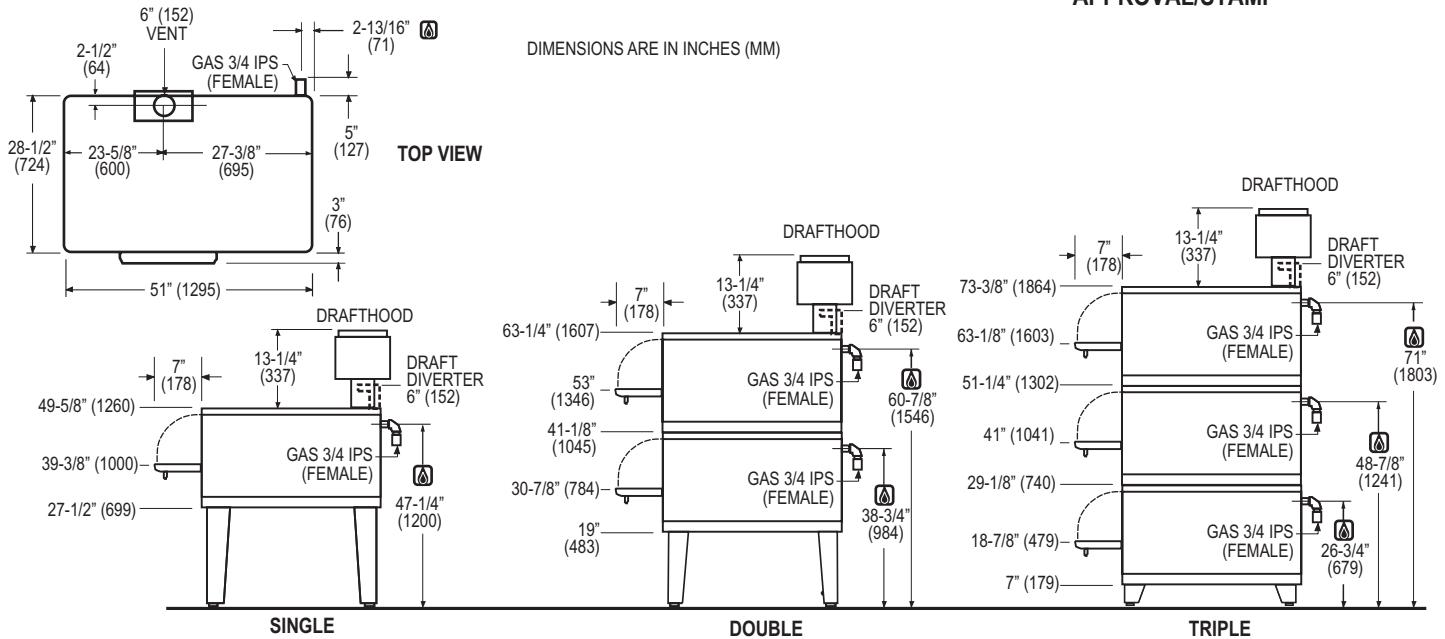 APPROVAL/STAMP
6” (152)
VENT
2-13/16”
(71)
2-1/2”
(64)
GAS 3/4 IPS
(FEMALE)
DIMENSIONS ARE IN INCHES (MM)
28-1/2”
(724)
23-5/8”
(600)
27-3/8”
(695)
5”
(127)
TOP VIEW
3”
(76)
51” (1295)
DRAFTHOOD
13-1/4”
(337)
7”
(178)
DRAFT
DIVERTER
6” (152)
49-5/8” (1260)
39-3/8” (1000)
27-1/2” (699)
GAS 3/4 IPS
(FEMALE)
47-1/4”
(1200)
SINGLE
DRAFTHOOD
13-1/4”
(337)
7”
(178)
DRAFT
DIVERTER
6” (152)
63-1/4” (1607)
53”
(1346)
41-1/8”
(1045)
30-7/8” (784)
19”
(483)
GAS 3/4 IPS
(FEMALE)
GAS 3/4 IPS
(FEMALE)
60-7/8”
(1546)
38-3/4”
(984)
DOUBLE
DRAFTHOOD
13-1/4”
(337)
7”
(178)
DRAFT
DIVERTER
6” (152)
73-3/8” (1864)
63-1/8” (1603)
51-1/4” (1302)
41” (1041)
29-1/8” (740)
18-7/8” (479)
7” (179)
GAS 3/4 IPS
(FEMALE)
GAS 3/4 IPS
(FEMALE)
GAS 3/4 IPS
(FEMALE)
71”
(1803)
48-7/8”
(1241)
26-3/4”
(679)
TRIPLE